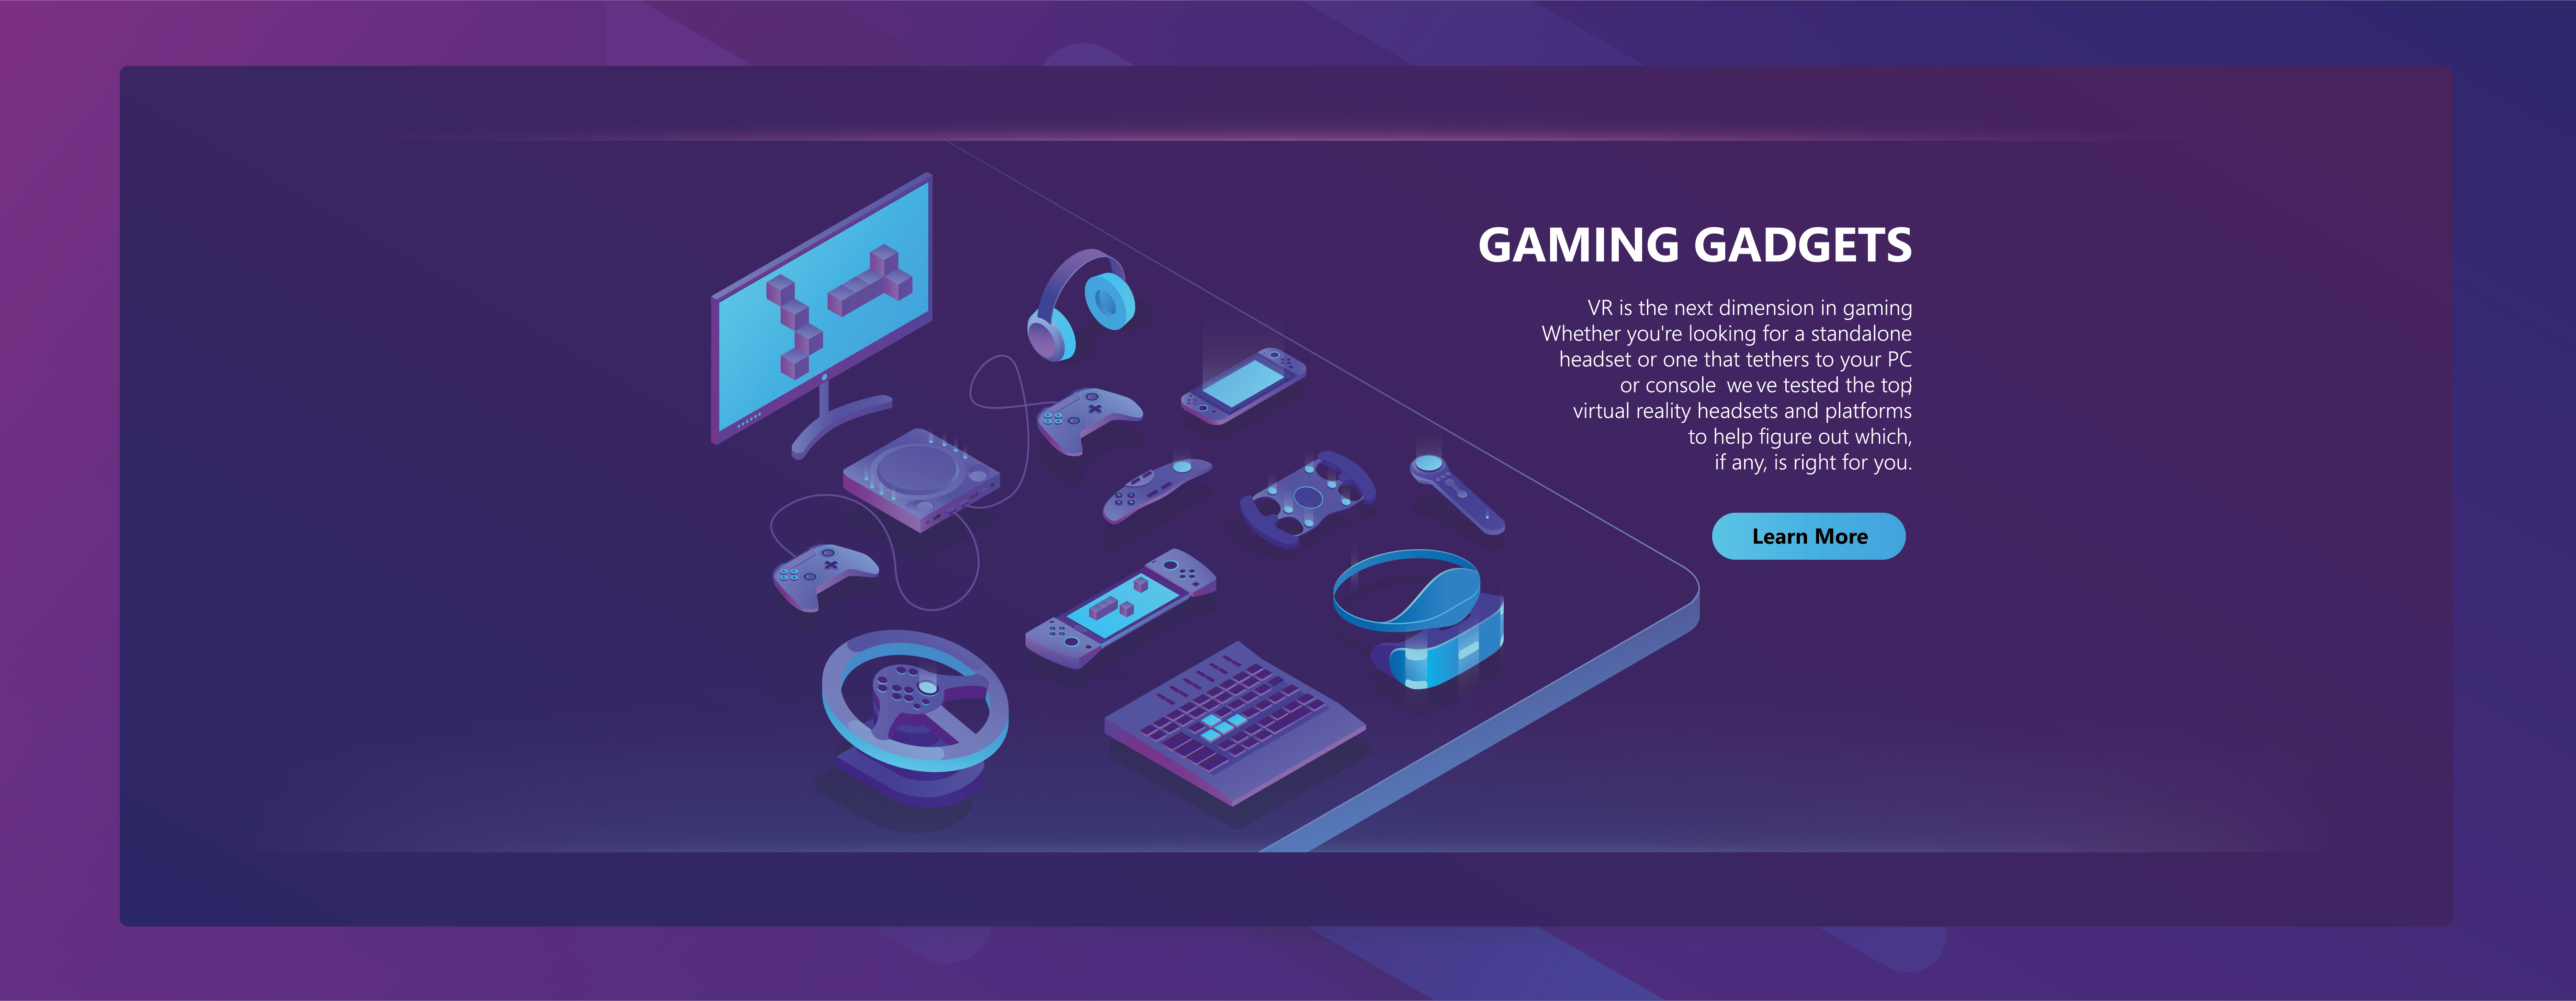 GAMING GADGETS
VR is the next dimension in gaming
Whether you're looking for a standalone
headset or one that tethers to your PC
or console  we ve tested the top
virtual reality headsets and platforms
to help figure out which,
if any, is right for you.
Learn More